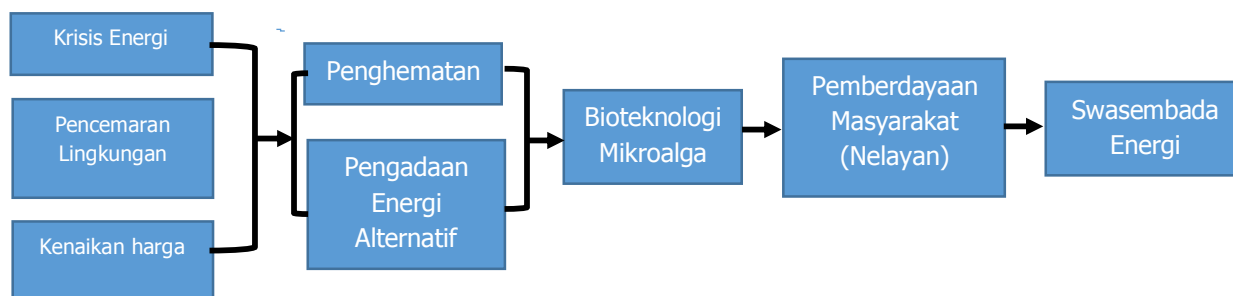 Krisis Energi
Pencemaran
Lingkungan
Kenaikan harga
Penghematan
Pengadaan
Energi
Alternatif
Bioteknologi
Mikroalga
Pemberdayaan
Masyarakat
(Nelayan)
Swasembada
Energi